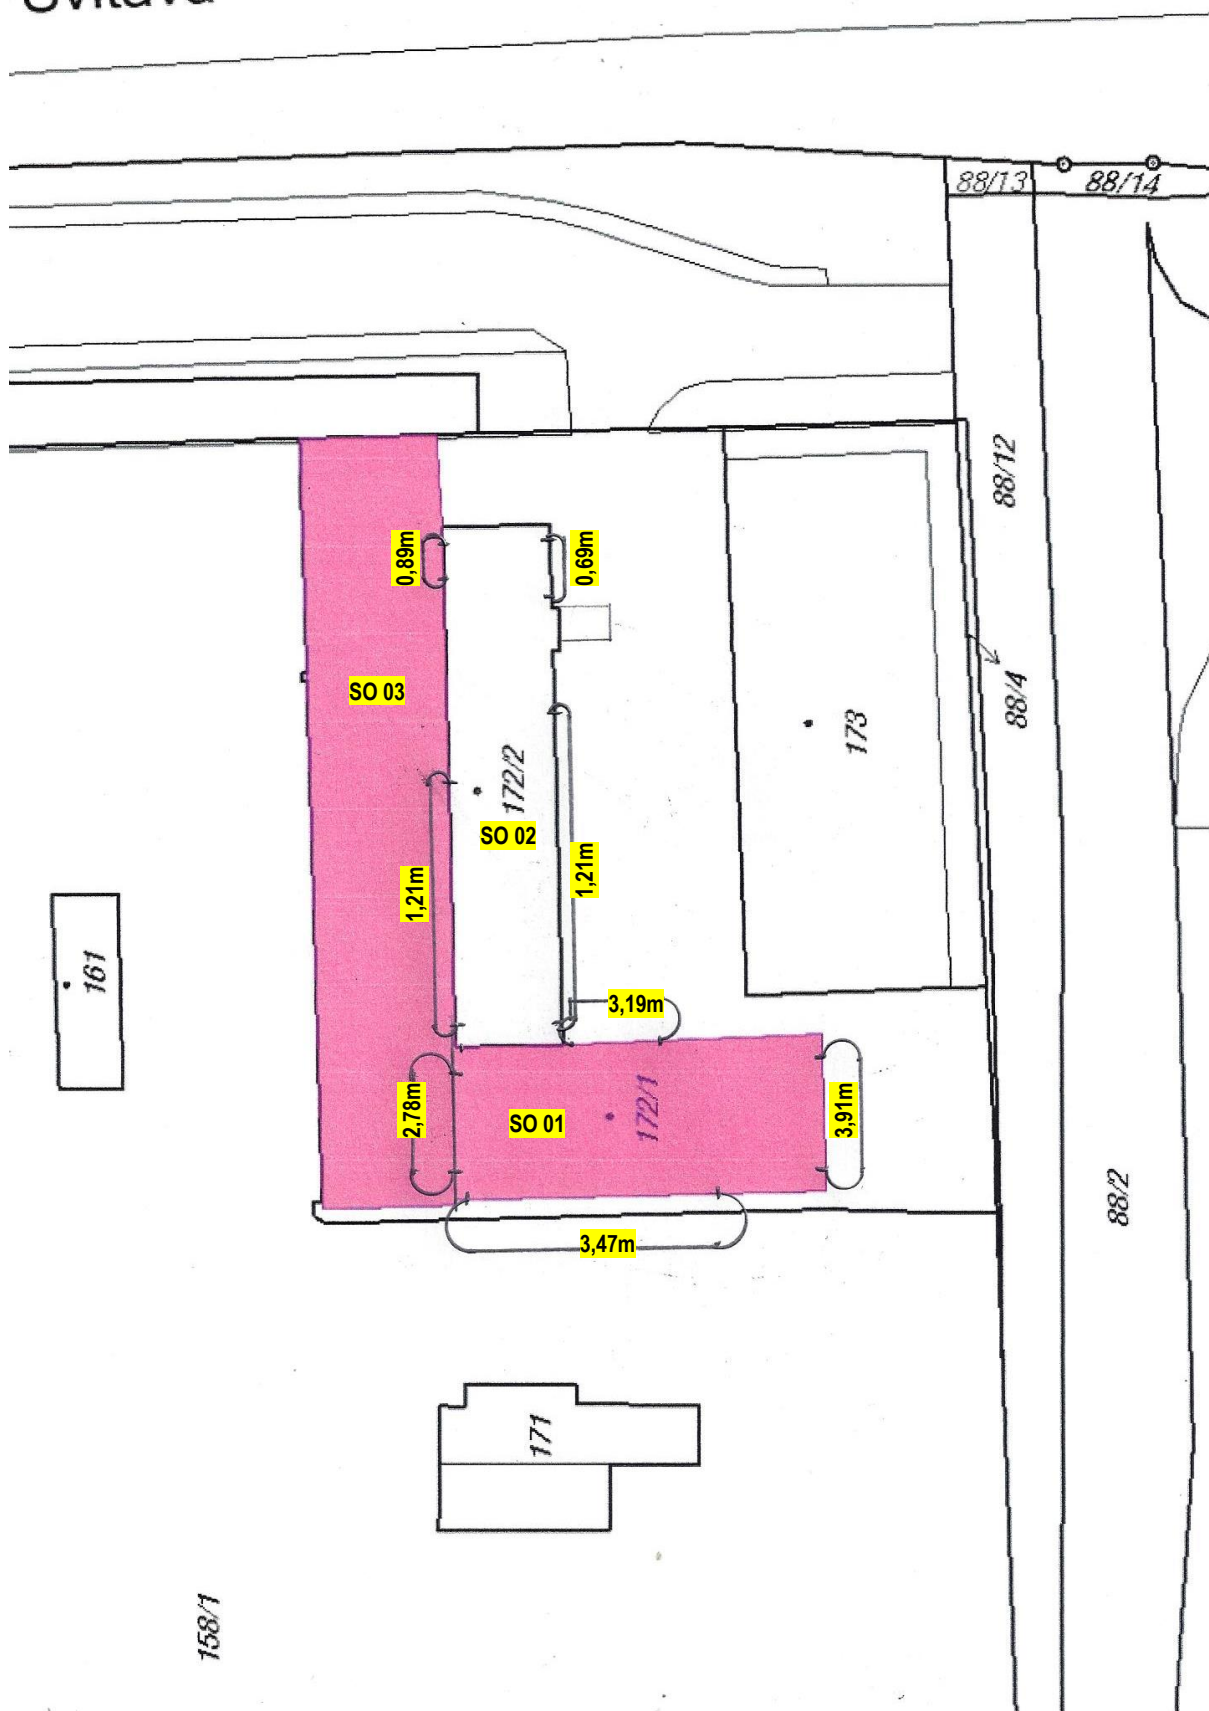 Svitava
88/13
88/14
88/12
0,89m
0,69m
SO 03
88/4
173
172/2
SO 02
1,21m
1,21m
161
3,19m
2,78m
SO 01
172/1
3,91m
88/2
3,47m
171
158/1